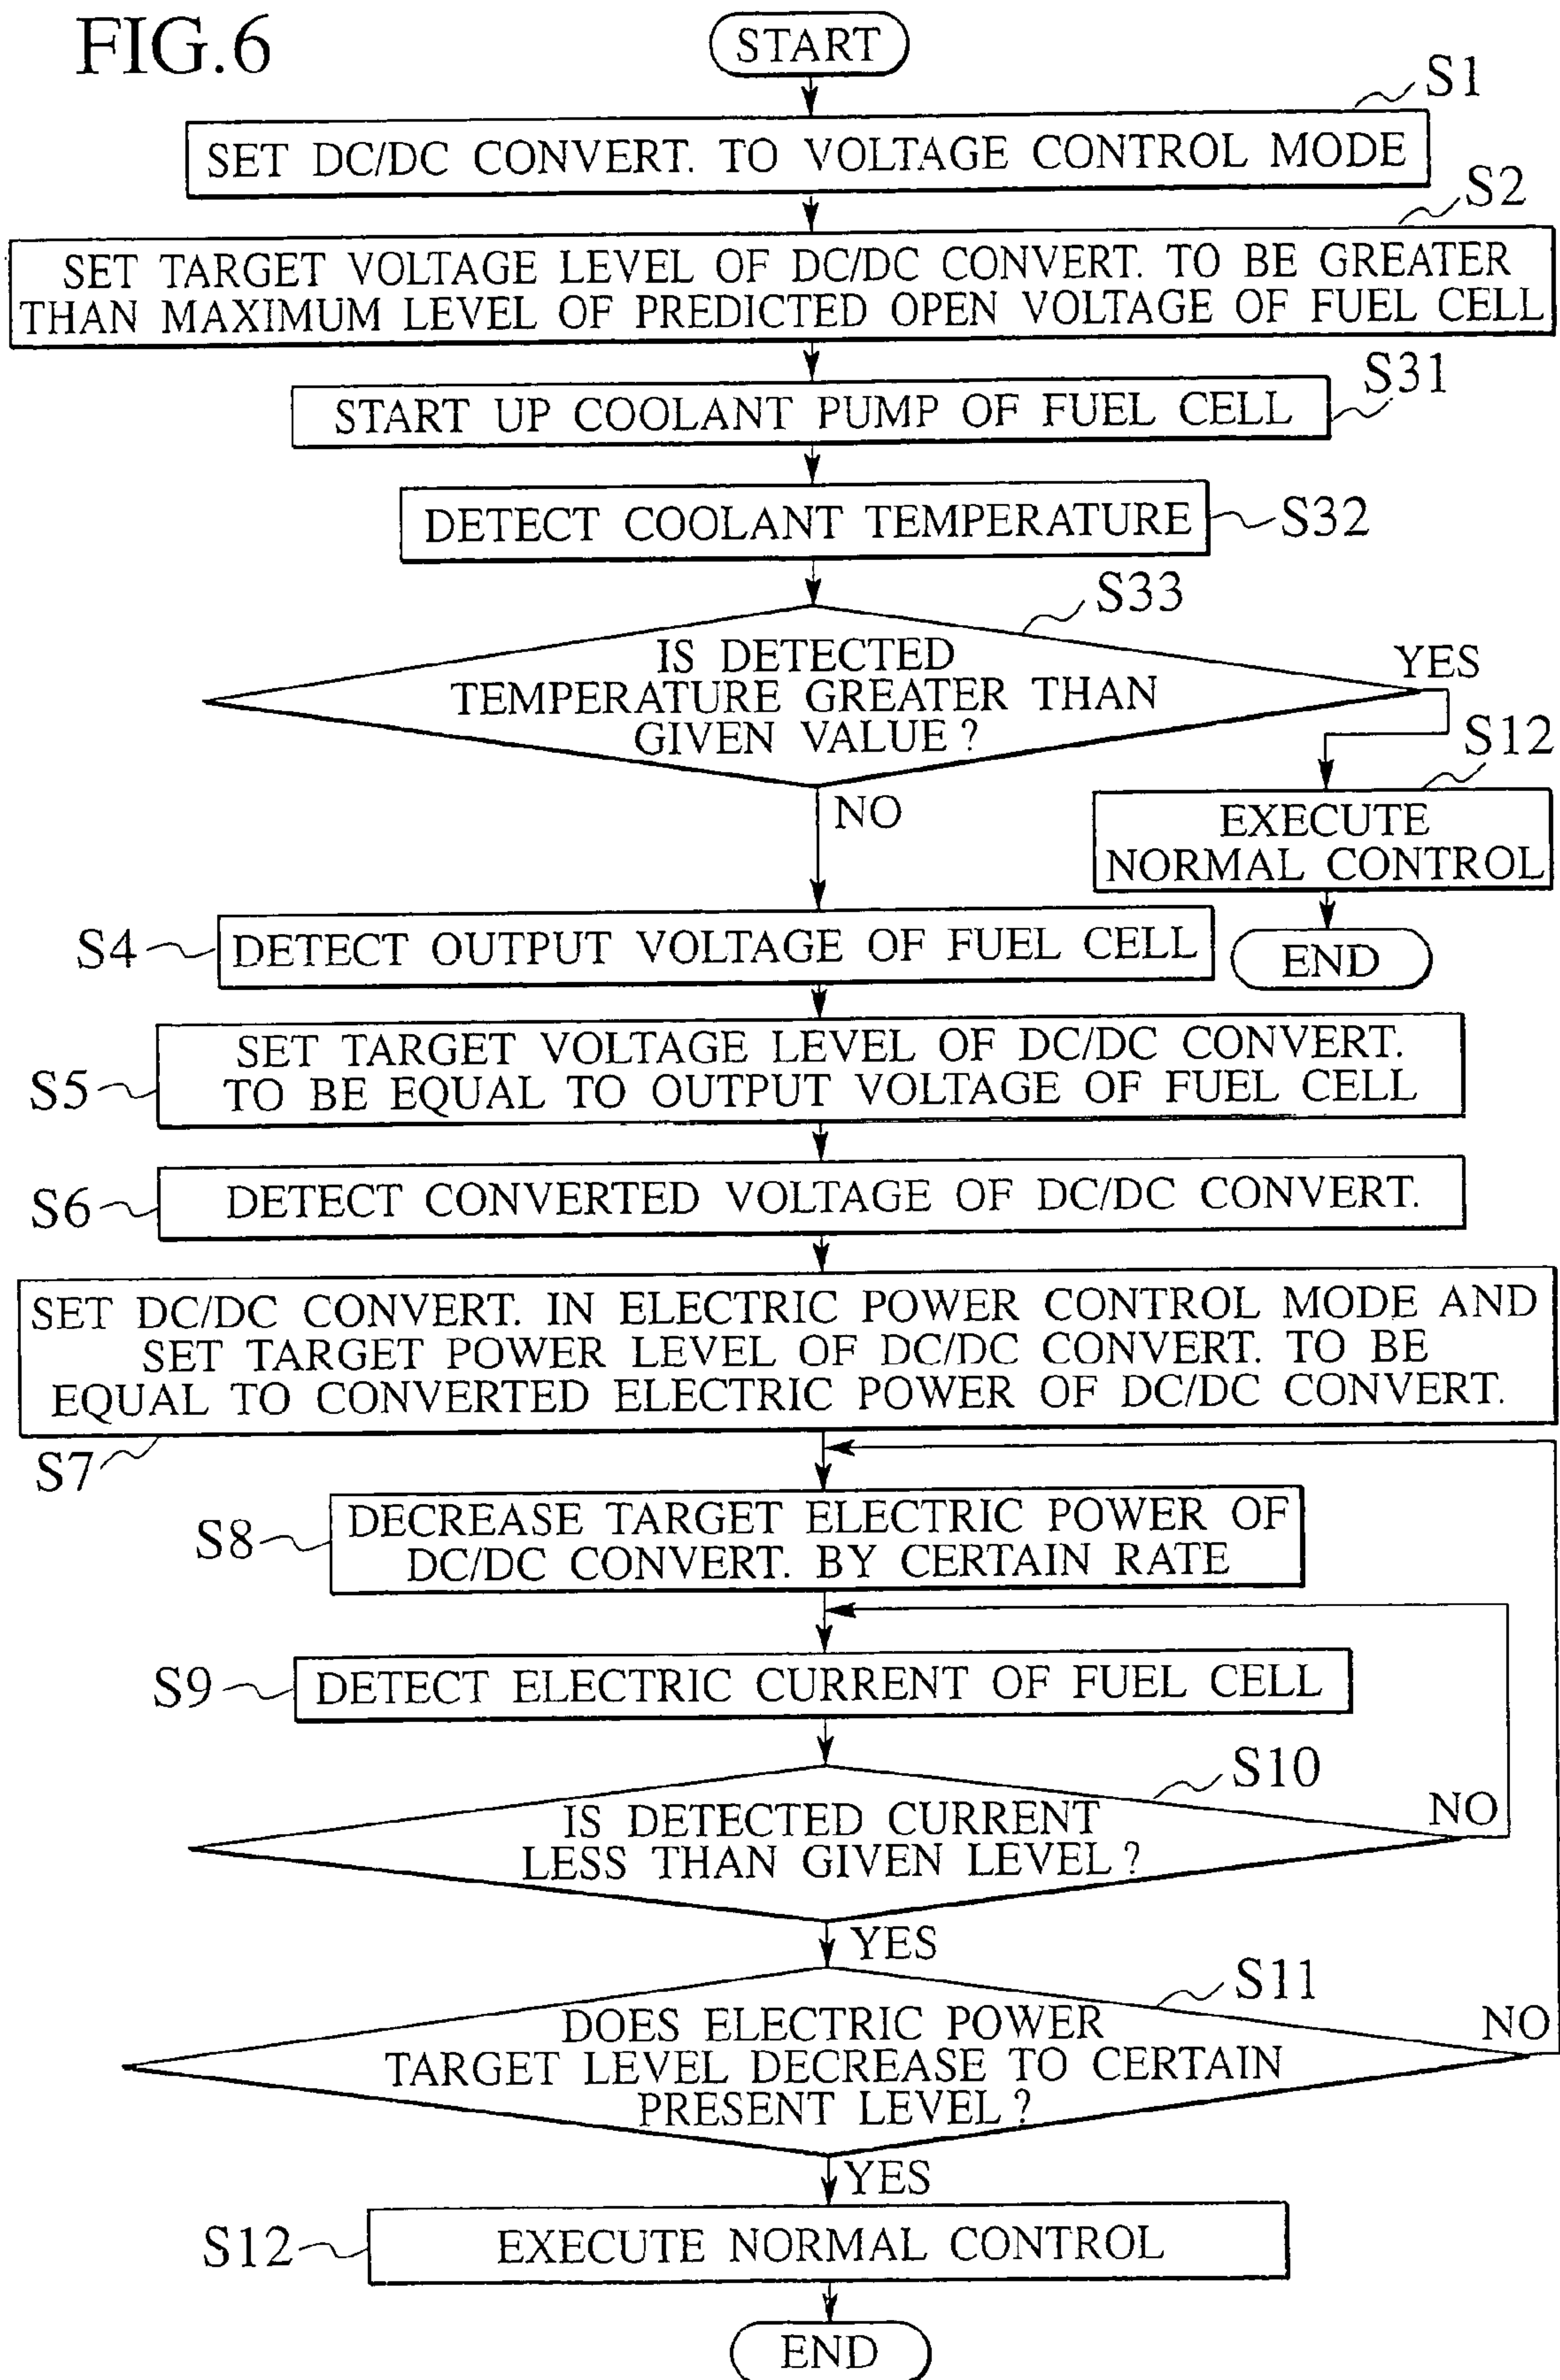 FIG.6
START
S1
SET DC/DC CONVERT. TO VOLTAGE CONTROL MODE
S2
SET TARGET VOLTAGE LEVEL OF DC/DC CONVERT. TO BE GREATER
THAN MAXIMUM LEVEL OF PREDICTED OPEN VOLTAGE OF FUEL CELL
S31
START UP COOLANT PUMP OF FUEL CELL
DETECT COOLANT TEMPERATURE
S32
S33
IS DETECTED
TEMPERATURE GREATER THAN
GIVEN VALUE?
YES
S12
NO
EXECUTE
NORMAL CONTROL
END
S4
DETECT OUTPUT VOLTAGE OF FUEL CELL
S5
SET TARGET VOLTAGE LEVEL OF DC/DC CONVERT.
TO BE EQUAL TO OUTPUT VOLTAGE OF FUEL CELL
S6
DETECT CONVERTED VOLTAGE OF DC/DC CONVERT.
SET DC/DC CONVERT. IN ELECTRIC POWER CONTROL MODE AND
SET TARGET POWER LEVEL OF DC/DC CONVERT. TO BE
EQUAL TO CONVERTED ELECTRIC POWER OF DC/DC CONVERT.
S7
S8
DECREASE TARGET ELECTRIC POWER OF
DC/DC CONVERT. BY CERTAIN RATE
S9
DETECT ELECTRIC CURRENT OF FUEL CELL
S10
IS DETECTED CURRENT
LESS THAN GIVEN LEVEL?
NO
YES
S11
DOES ELECTRIC POWER
TARGET LEVEL DECREASE TO CERTAIN
PRESENT LEVEL?
NO
YES
S12
EXECUTE NORMAL CONTROL
END